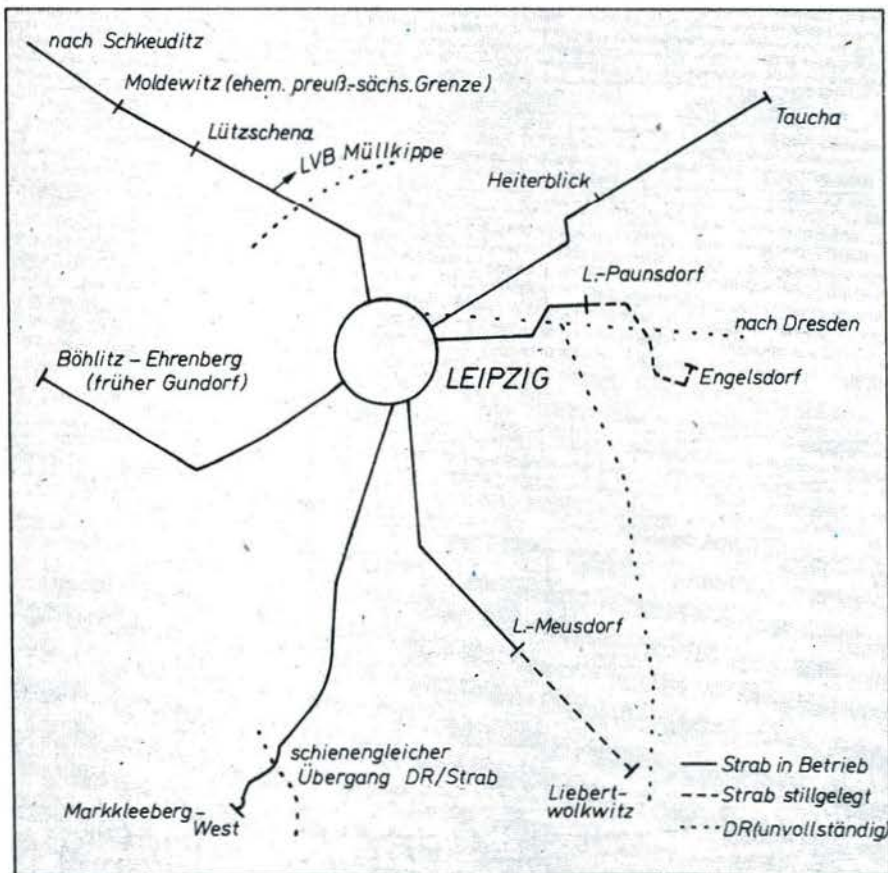 nach Schkeuditz
Moldewitz (ehem. preuß.-sächs. Grenze)
Lützschena
LVB Müllkippe
Taucha
Heiterblick
L.-Paunsdorf
nach Dresden
Böhlitz-Ehrenberg
(früher Gundorf)
LEIPZIG
Engelsdorf
L.-Meusdorf
schienengleicher
Übergang DR/Strab
Markkleeberg-
West
Liebert-
wolkwitz
Strab in Betrieb
Strab stillgelegt
DR(unvollständig)